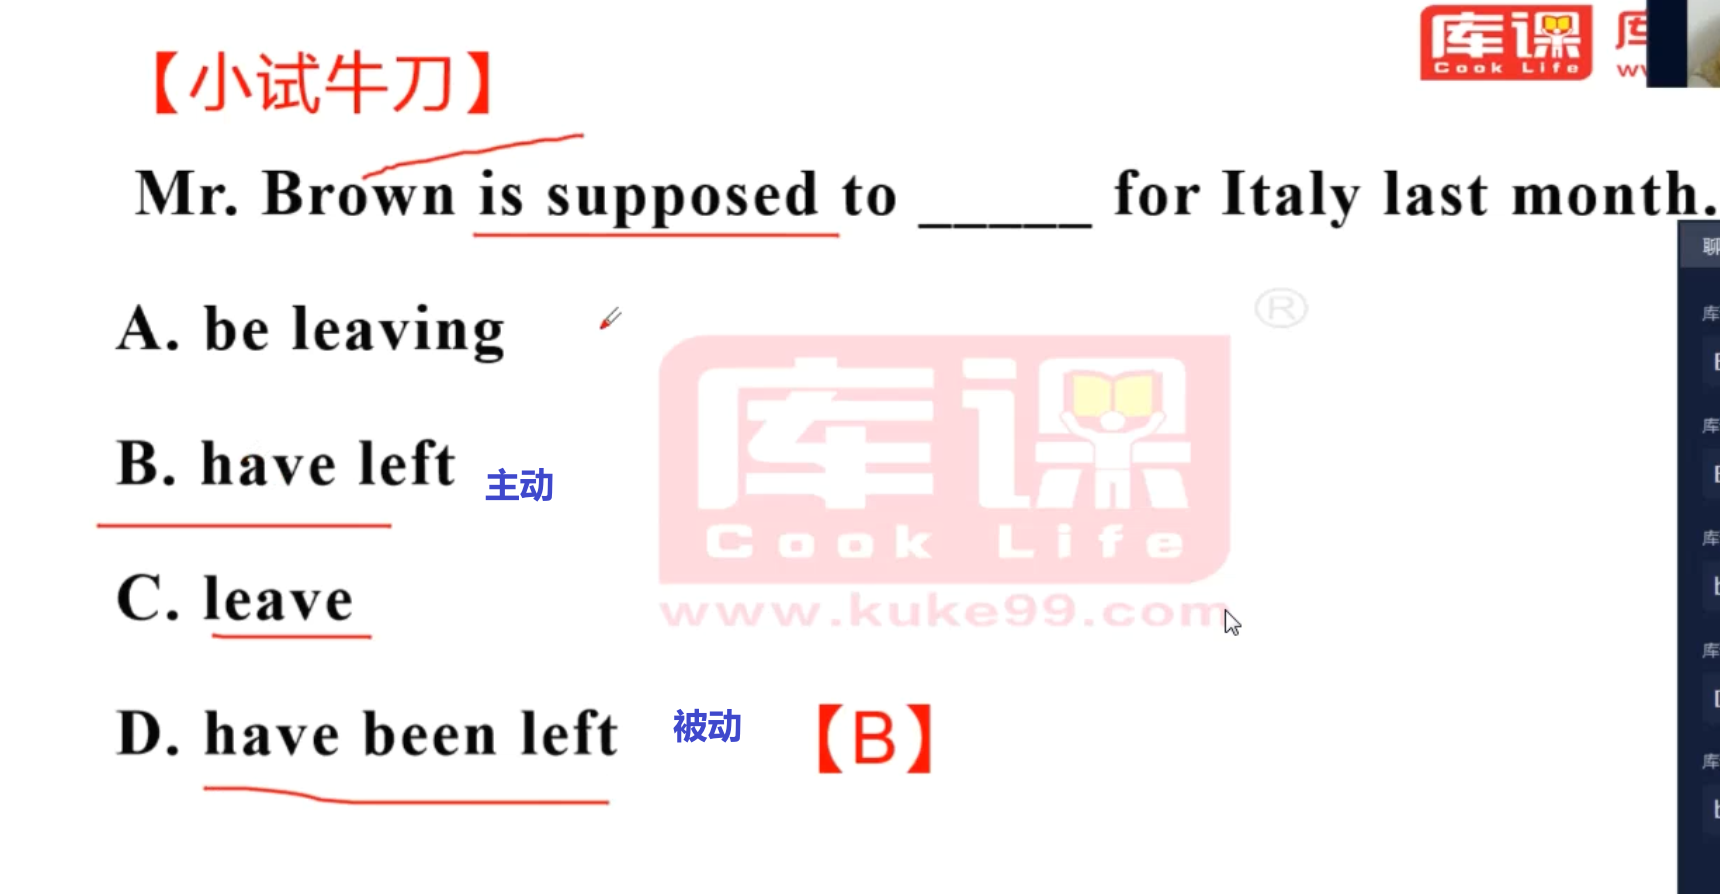 【小试牛刀】
库课
Cook Life
Mr. Brown is supposed to _____ for Italy last month.
A. be leaving
®
B. have left 主动
库课
Cook Life
C. leave
www.kuke99.com
D. have been left 被动 【B】